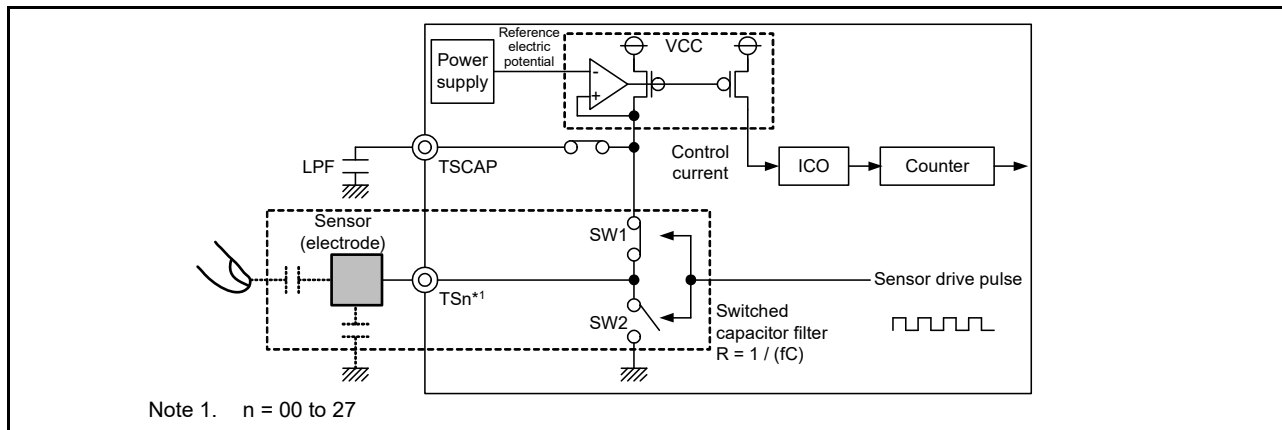 Power
supply
Reference
electric
potential
VCC
-
+
LPF
TSCAP
Control
current
ICO
Counter
Sensor
(electrode)
SW1
TSn*1
SW2
Sensor drive pulse
Switched
capacitor filter
R = 1 / (fC)
Note 1. n = 00 to 27